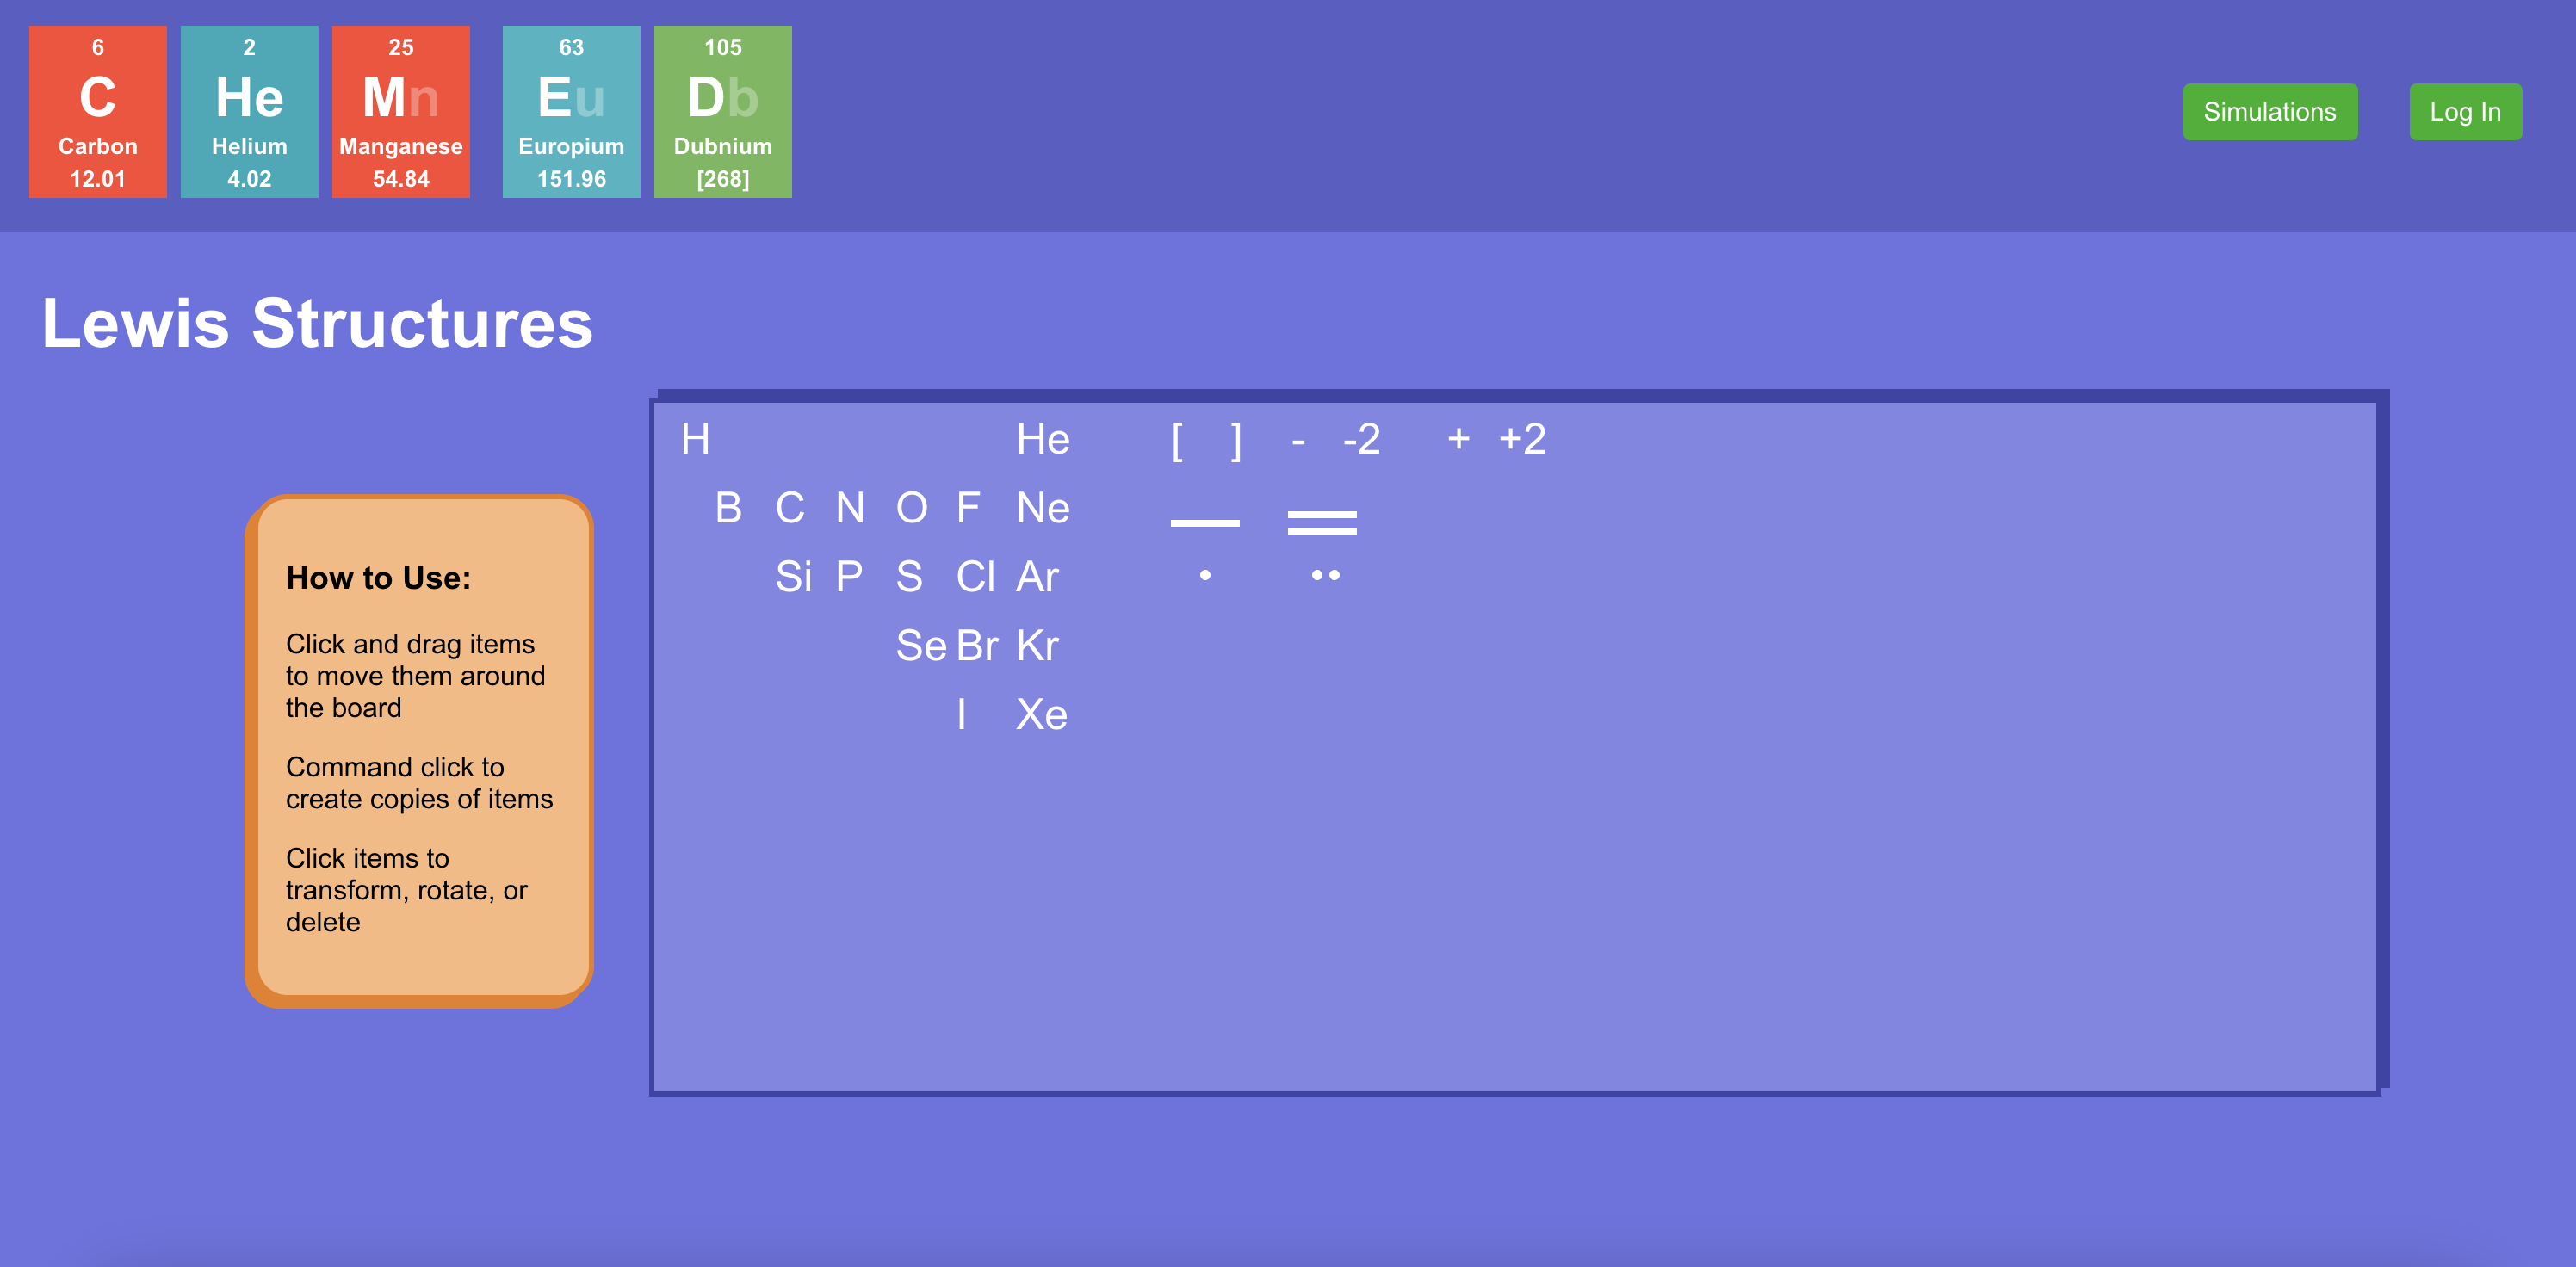 6 2 25 63 105
C He Mn Eu Db
Carbon Helium Manganese Europium Dubnium
12.01 4.02 54.84 151.96 [268]
Simulations Log In
Lewis Structures
How to Use:
Click and drag items
to move them around
the board
Command click to
create copies of items
Click items to
transform, rotate, or
delete
H He [ ] - -2 + +2
B C N O F Ne
Si P S Cl Ar
Se Br Kr
I Xe